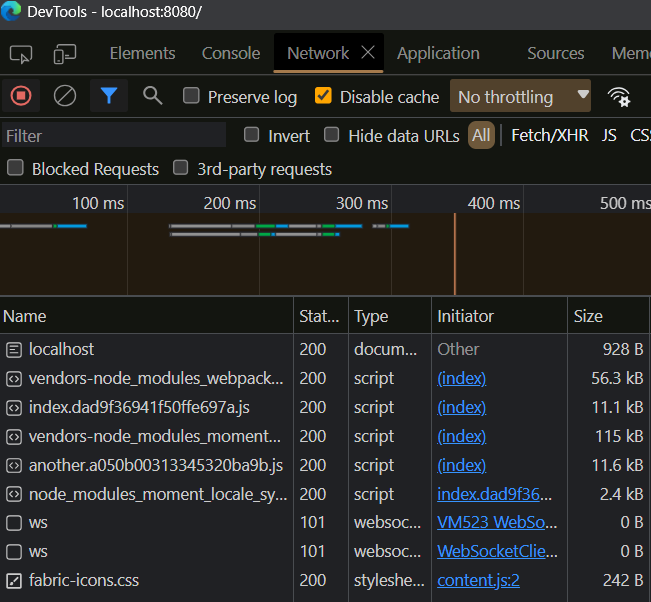 DevTools - localhost:8080/
Elements Console Network Application Sources Mem
Preserve log Disable cache No throttling
Filter Invert Hide data URLs All Fetch/XHR JS CS
Blocked Requests 3rd-party requests
100 ms 200 ms 300 ms 400 ms 500 ms
Name Stat... Type Initiator Size
localhost 200 docum... Other 928 B
vendors-node_modules_webpack... 200 script (index) 56.3 kB
index.dad9f36941f50ffe697a.js 200 script (index) 11.1 kB
vendors-node_modules_moment... 200 script (index) 115 kB
another.a050b00313345320ba9b.js 200 script (index) 11.6 kB
node_modules_moment_locale_sy... 200 script index.dad9f36... 2.4 kB
ws 101 websoc... VM523 WebSo... 0 B
ws 101 websoc... WebSocketClie... 0 B
fabric-icons.css 200 styleshe... content.js:2 242 B